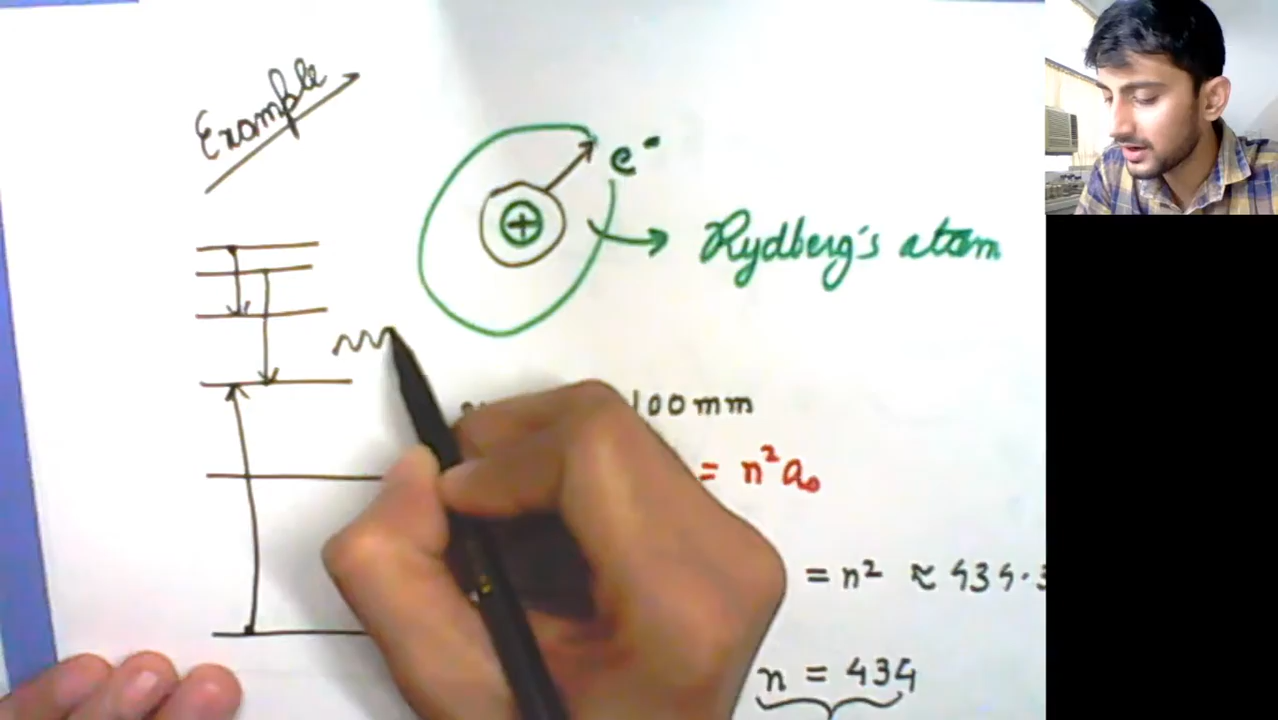 Example
+
e⁻
Rydberg's atom
100mm
= n²a₀
= n² ≈ 434.3
n = 434